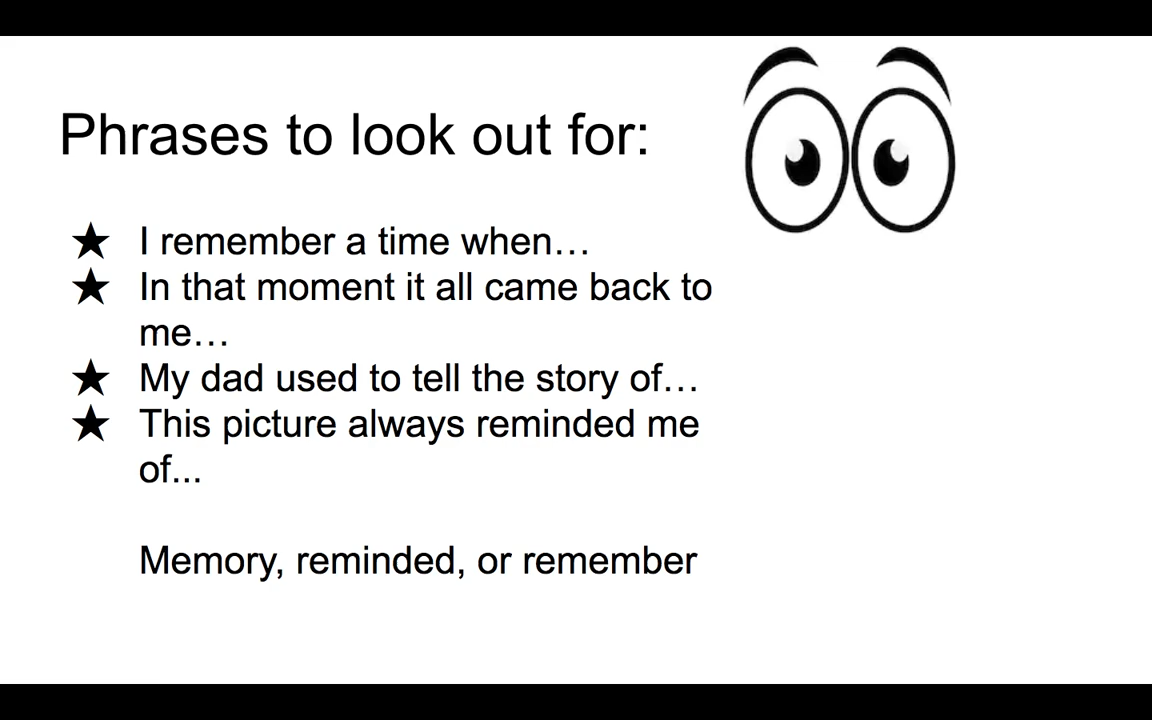 Phrases to look out for:
★ I remember a time when…
★ In that moment it all came back to
me…
★ My dad used to tell the story of…
★ This picture always reminded me
of...
Memory, reminded, or remember